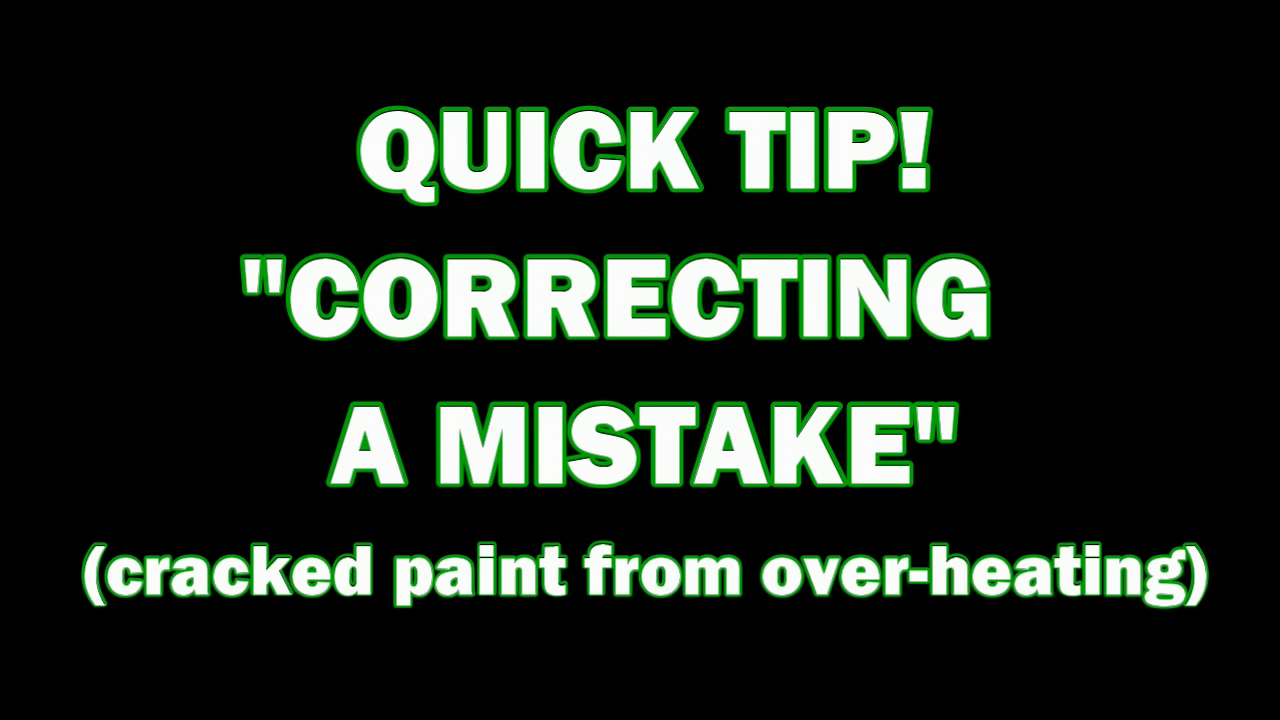 QUICK TIP!
"CORRECTING
A MISTAKE"
(cracked paint from over-heating)